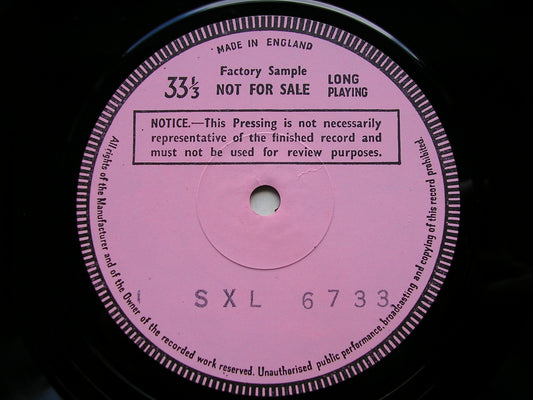 MADE IN ENGLAND
33⅓
Factory Sample
NOT FOR SALE
LONG
PLAYING
NOTICE.—This Pressing is not necessarily
representative of the finished record and
must not be used for review purposes.
SXL 6733
All rights of the Manufacturer and of the Owner of the recorded work reserved. Unauthorised public performance, broadcasting and copying of this record prohibited.